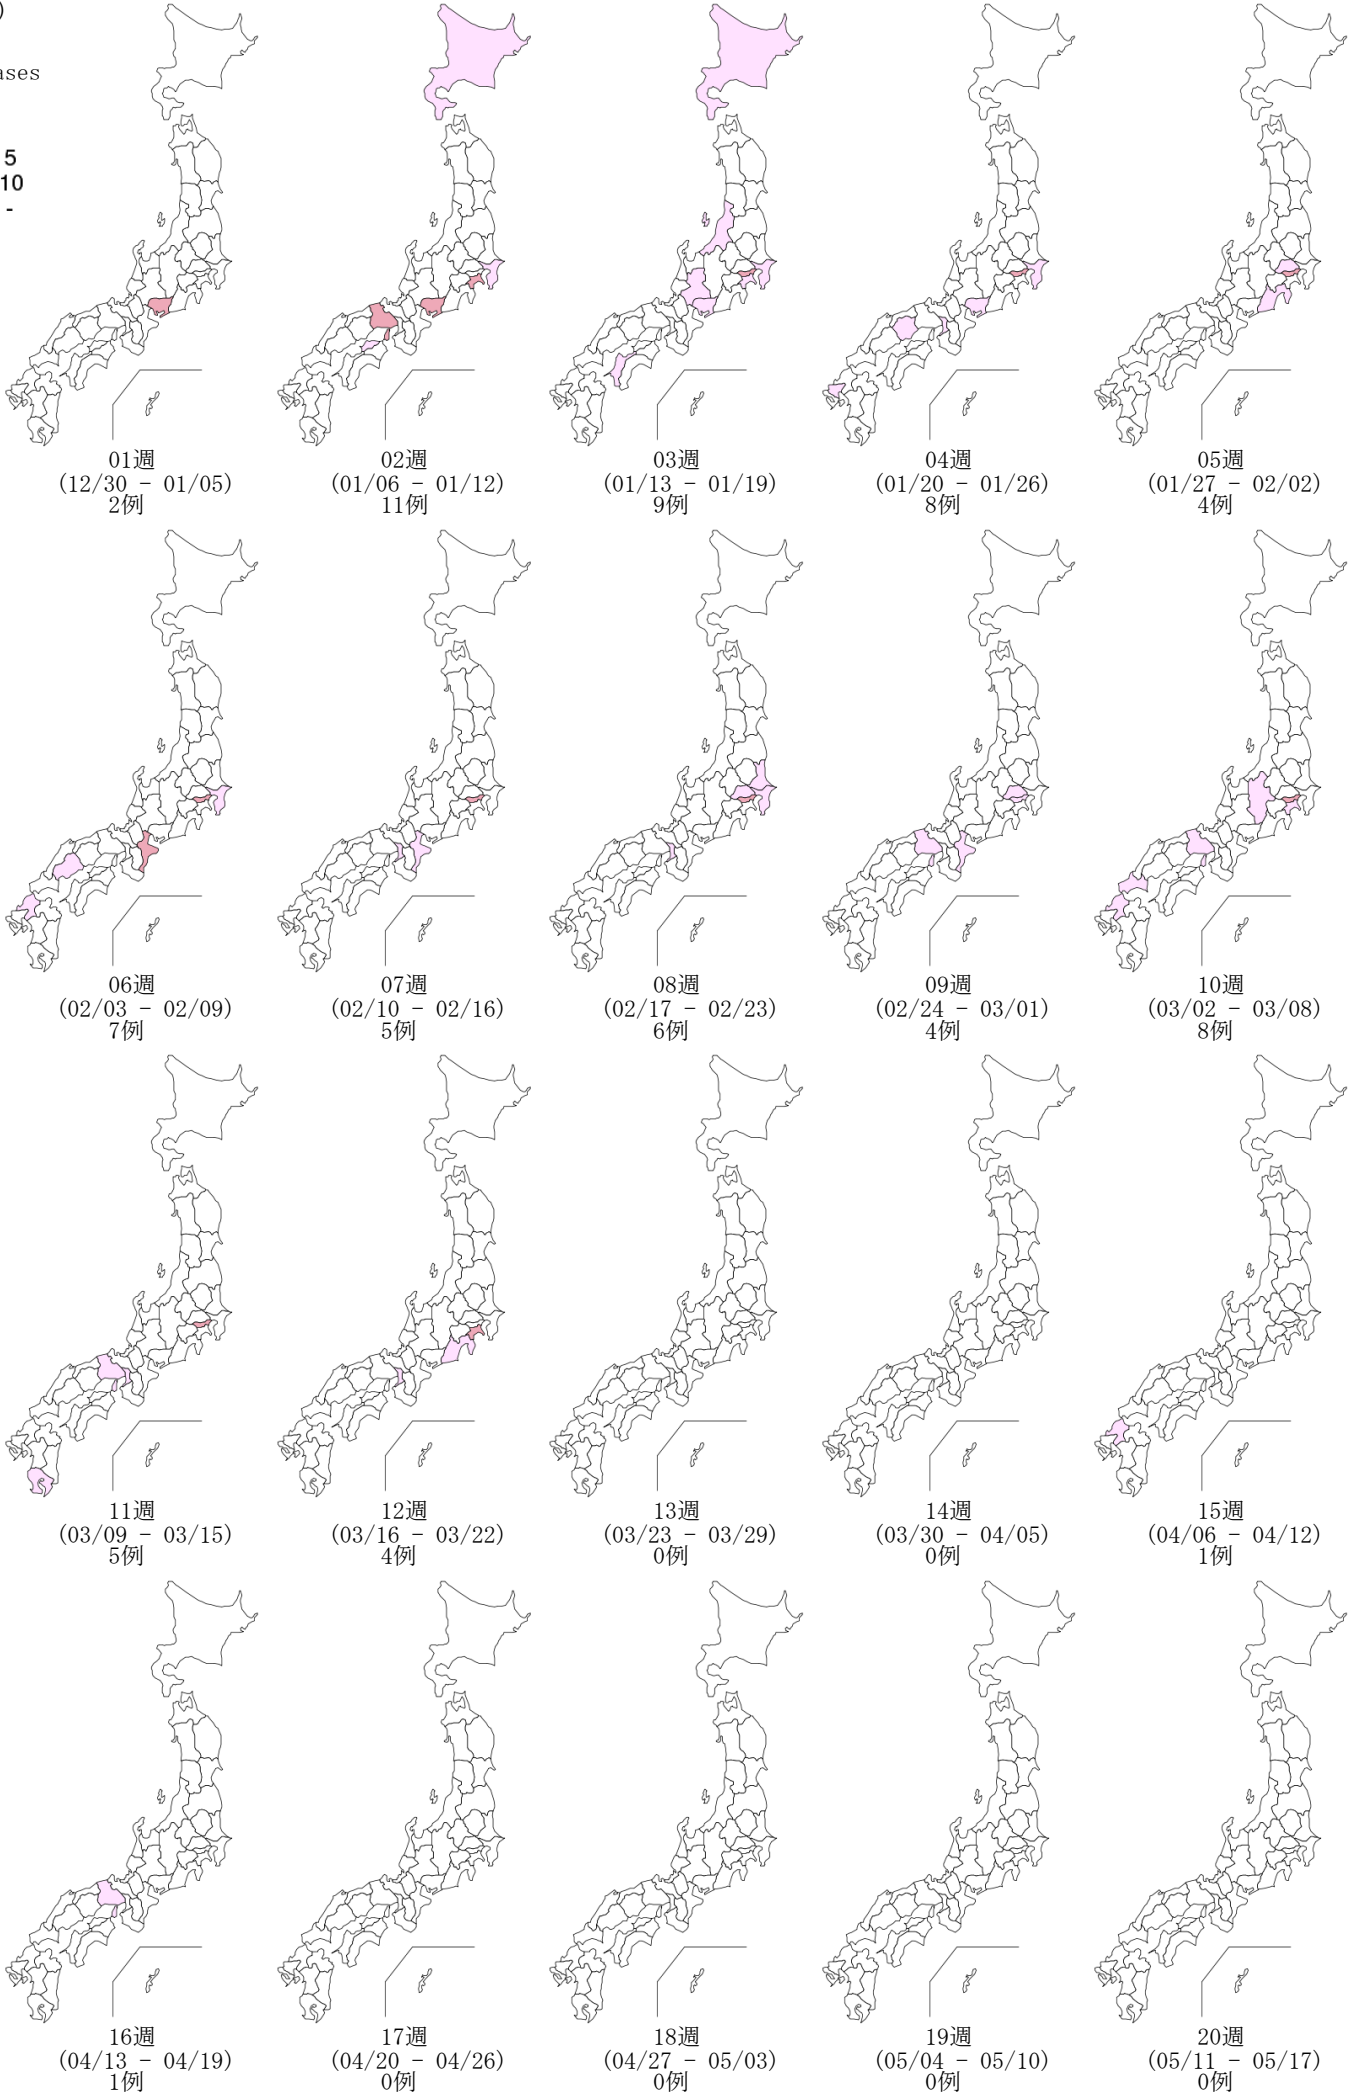 )
ases
5
10
-
01週
(12/30 - 01/05)
2例
02週
(01/06 - 01/12)
11例
03週
(01/13 - 01/19)
9例
04週
(01/20 - 01/26)
8例
05週
(01/27 - 02/02)
4例
06週
(02/03 - 02/09)
7例
07週
(02/10 - 02/16)
5例
08週
(02/17 - 02/23)
6例
09週
(02/24 - 03/01)
4例
10週
(03/02 - 03/08)
8例
11週
(03/09 - 03/15)
5例
12週
(03/16 - 03/22)
4例
13週
(03/23 - 03/29)
0例
14週
(03/30 - 04/05)
0例
15週
(04/06 - 04/12)
1例
16週
(04/13 - 04/19)
1例
17週
(04/20 - 04/26)
0例
18週
(04/27 - 05/03)
0例
19週
(05/04 - 05/10)
0例
20週
(05/11 - 05/17)
0例